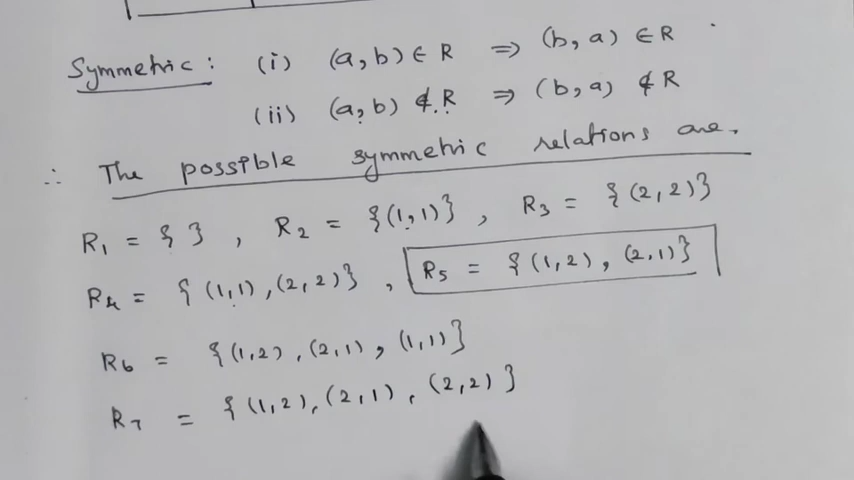 Symmetric : (i) (a, b) ∈ R ⇒ (b, a) ∈ R
(ii) (a, b) ∉ R ⇒ (b, a) ∉ R
∴ The possible symmetric relations are.
R₁ = { } , R₂ = {(1,1)} , R₃ = {(2,2)}
R₄ = {(1,1), (2,2)} , R₅ = {(1,2), (2,1)}
R₆ = {(1,2), (2,1), (1,1)}
R₇ = {(1,2), (2,1), (2,2)}